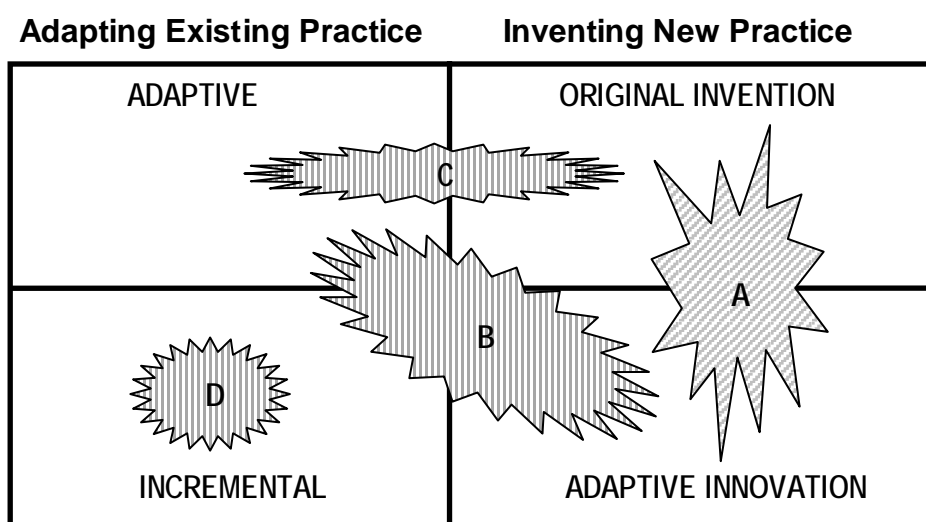 Adapting Existing Practice Inventing New Practice
ADAPTIVE ORIGINAL INVENTION
C
A
B
D
INCREMENTAL ADAPTIVE INNOVATION